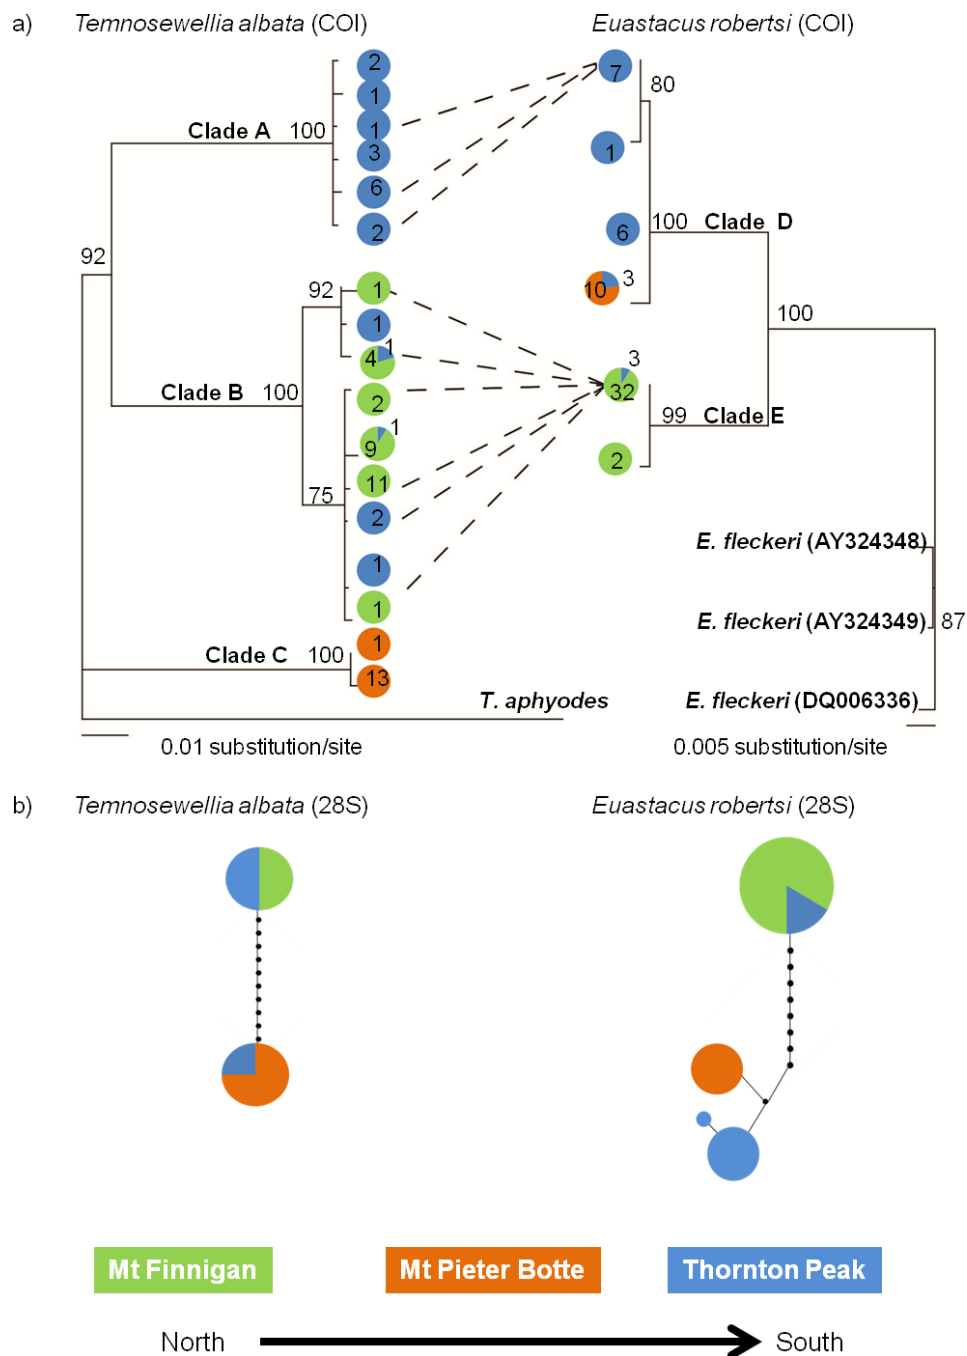 a) Temnosewellia albata (COI) Euastacus robertsi (COI)
2
1
Clade A 100 1
3
6
2
92
92 1
1
4 1
Clade B 100 2
9 1
11
75 2
1
1
Clade C 100 1
13
T. aphyodes
0.01 substitution/site
7 80
1
6 100 Clade D
10 3
100
3
32
99 Clade E
2
E. fleckeri (AY324348)
E. fleckeri (AY324349) 87
E. fleckeri (DQ006336)
0.005 substitution/site
b) Temnosewellia albata (28S) Euastacus robertsi (28S)
Mt Finnigan Mt Pieter Botte Thornton Peak
North South